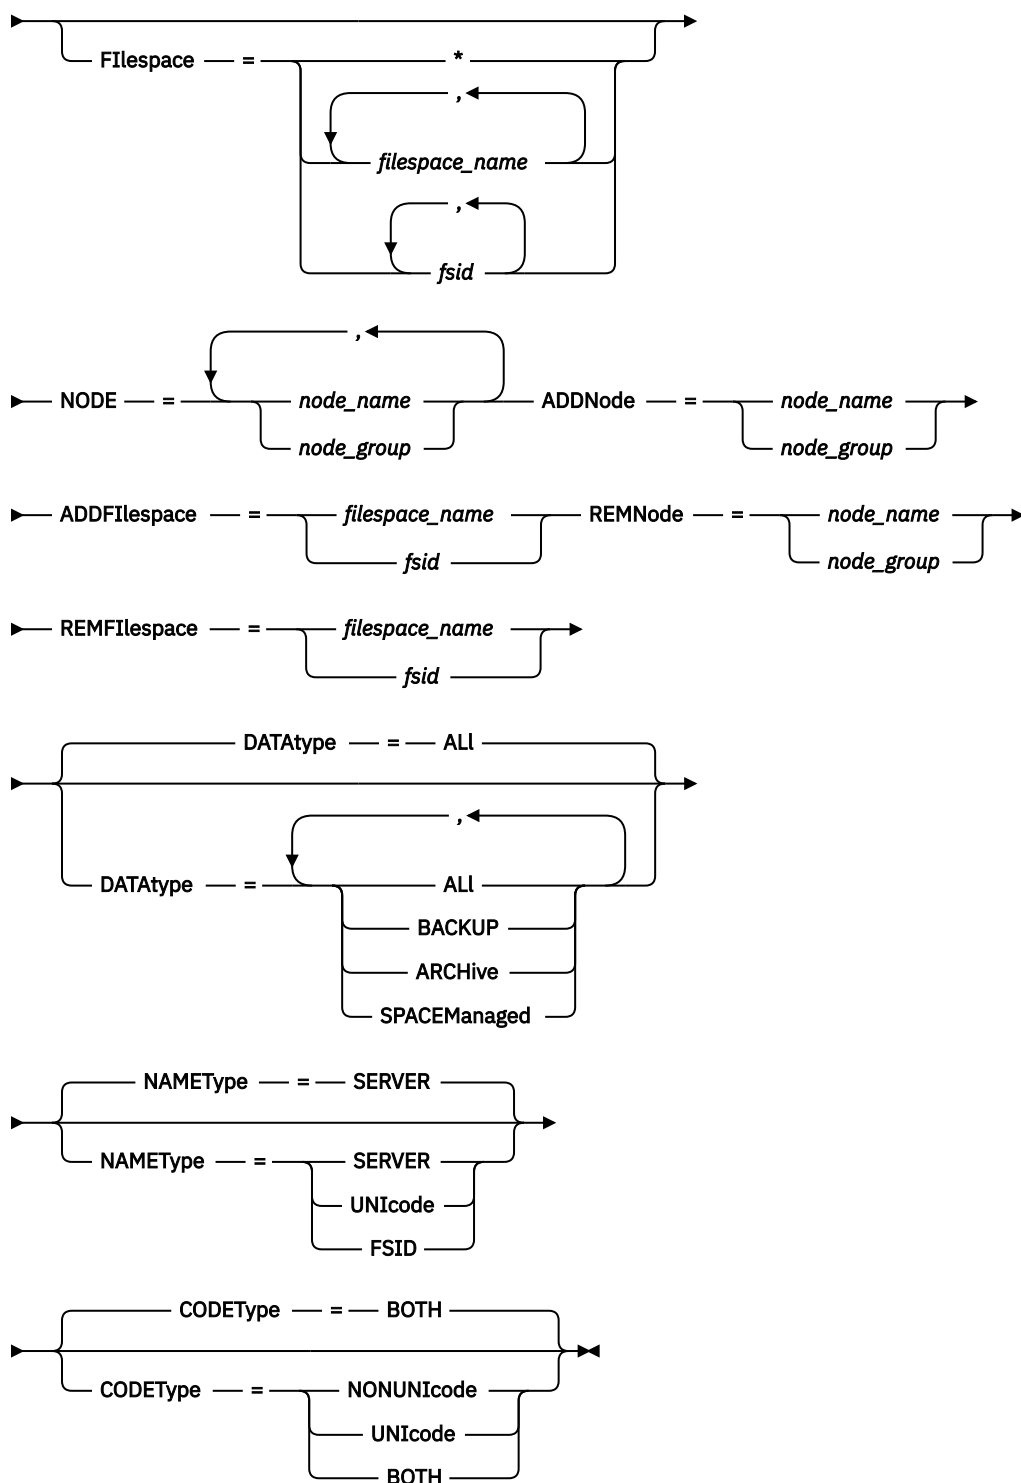 FIlespace = *
,
filespace_name
,
fsid
,
NODE = node_name ADDNode = node_name
node_group node_group
ADDFIlespace = filespace_name REMNode = node_name
fsid node_group
REMFIlespace = filespace_name
fsid
DATAtype = ALl
,
DATAtype = ALl
BACKUP
ARCHive
SPACEManaged
NAMEType = SERVER
NAMEType = SERVER
UNIcode
FSID
CODEType = BOTH
CODEType = NONUNIcode
UNIcode
BOTH